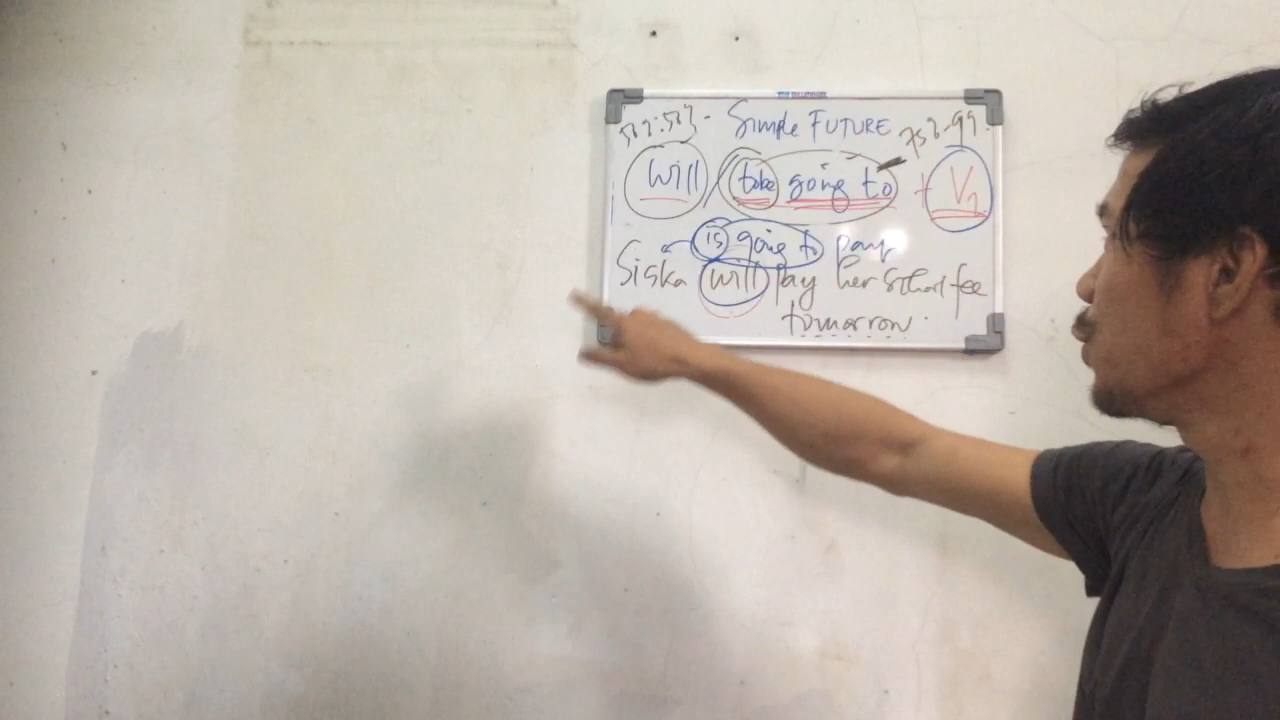 Simple FUTURE
will / tobe going to + V1
is going to pay
Siska will pay her school fee
tomorrow.